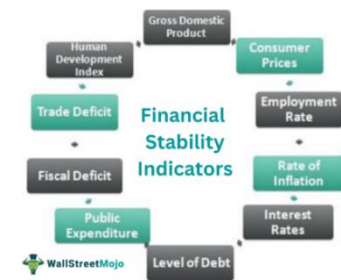 Gross Domestic
Product
Human
Development
Index
Consumer
Prices
Trade Deficit
Employment
Rate
Financial
Stability
Indicators
Fiscal Deficit
Rate of
Inflation
Public
Expenditure
Interest
Rates
Level of Debt
WallStreetMojo